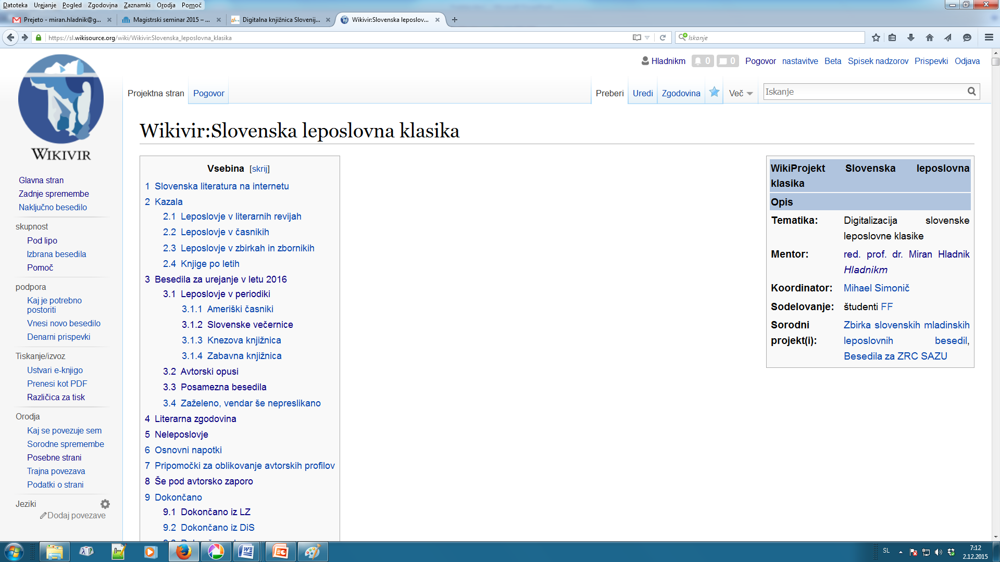 Datoteka Urejanje Pogled Zgodovina Zaznamki Orodja Pomoč
Prejeto - miran.hladnik@g... Magistrski seminar 2015 – ... Digitalna knjižnica Slovenij... Wikivir:Slovenska leposlov...
https://sl.wikisource.org/wiki/Wikivir:Slovenska_leposlovna_klasika Iskanje
Hladnikm 0 0 Pogovor nastavitve Beta Spisek nadzorov Prispevki Odjava
Projektna stran Pogovor Preberi Uredi Zgodovina Več Iskanje
WIKIVIR
Glavna stran
Zadnje spremembe
Naključno besedilo
skupnost
Pod lipo
Izbrana besedila
Pomoč
podpora
Kaj je potrebno
postoriti
Vnesi novo besedilo
Denarni prispevki
Tiskanje/izvoz
Ustvari e-knjigo
Prenesi kot PDF
Različica za tisk
Orodja
Kaj se povezuje sem
Sorodne spremembe
Posebne strani
Trajna povezava
Podatki o strani
Jeziki
Dodaj povezave
Wikivir:Slovenska leposlovna klasika
Vsebina [skrij]
1 Slovenska literatura na internetu
2 Kazala
2.1 Leposlovje v literarnih revijah
2.2 Leposlovje v časnikih
2.3 Leposlovje v zbirkah in zbornikih
2.4 Knjige po letih
3 Besedila za urejanje v letu 2016
3.1 Leposlovje v periodiki
3.1.1 Ameriški časniki
3.1.2 Slovenske večernice
3.1.3 Knezova knjižnica
3.1.4 Zabavna knjižnica
3.2 Avtorski opusi
3.3 Posamezna besedila
3.4 Zaželeno, vendar še nepreslikano
4 Literarna zgodovina
5 Neleposlovje
6 Osnovni napotki
7 Pripomočki za oblikovanje avtorskih profilov
8 Še pod avtorsko zaporo
9 Dokončano
9.1 Dokončano iz LZ
9.2 Dokončano iz DiS
WikiProjekt Slovenska leposlovna
klasika
Opis
Tematika: Digitalizacija slovenske
leposlovne klasike
Mentor: red. prof. dr. Miran Hladnik
Hladnikm
Koordinator: Mihael Simonič
Sodelovanje: študenti FF
Sorodni Zbirka slovenskih mladinskih
projekt(i): leposlovnih besedil,
Besedila za ZRC SAZU
SL 7:12
2.12.2015